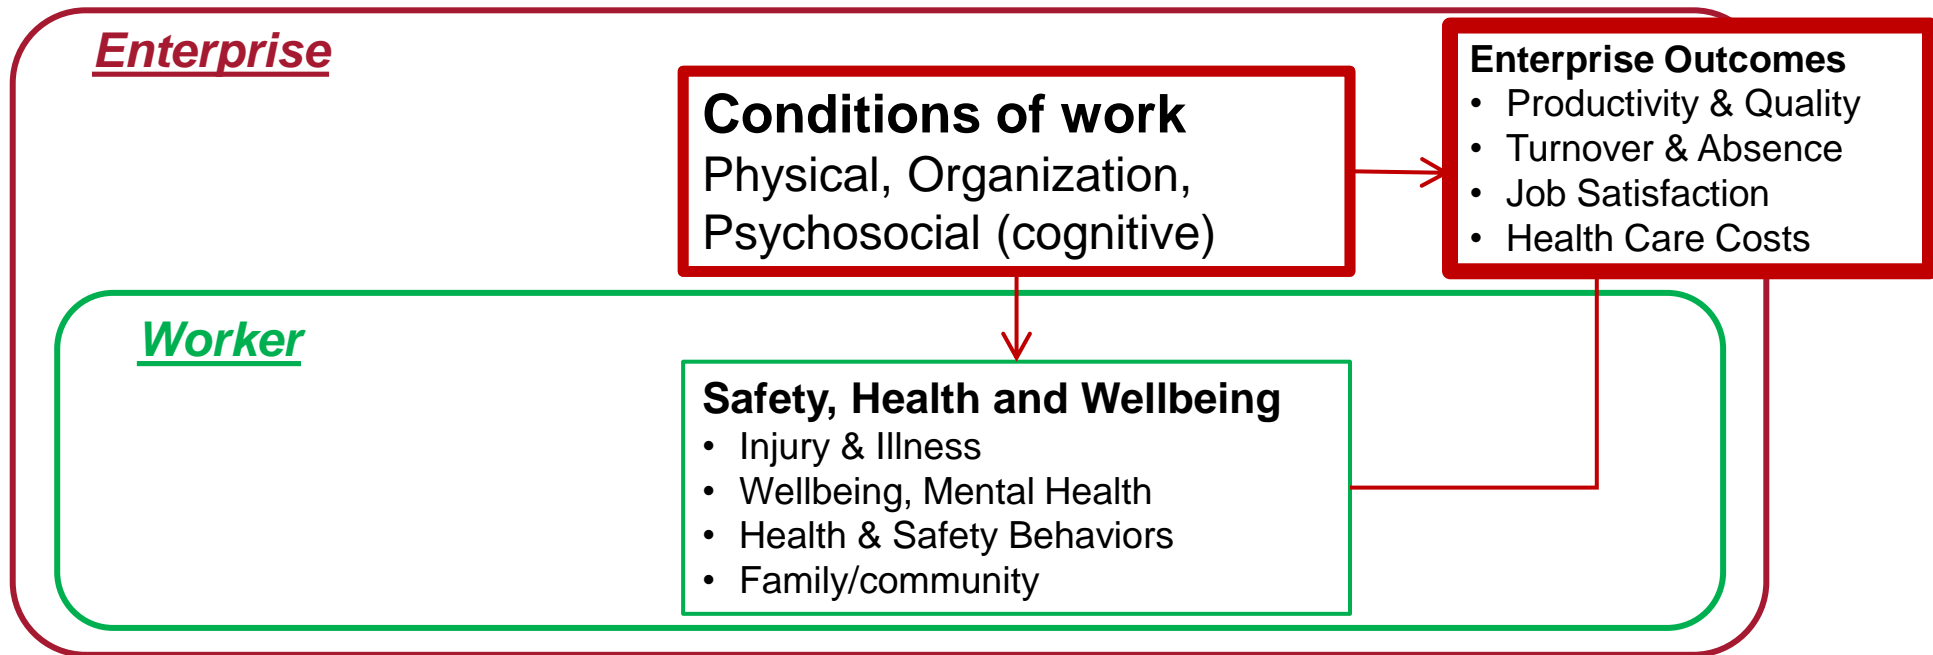 Enterprise
Conditions of work
Physical, Organization,
Psychosocial (cognitive)
Enterprise Outcomes
• Productivity & Quality
• Turnover & Absence
• Job Satisfaction
• Health Care Costs
Worker
Safety, Health and Wellbeing
• Injury & Illness
• Wellbeing, Mental Health
• Health & Safety Behaviors
• Family/community